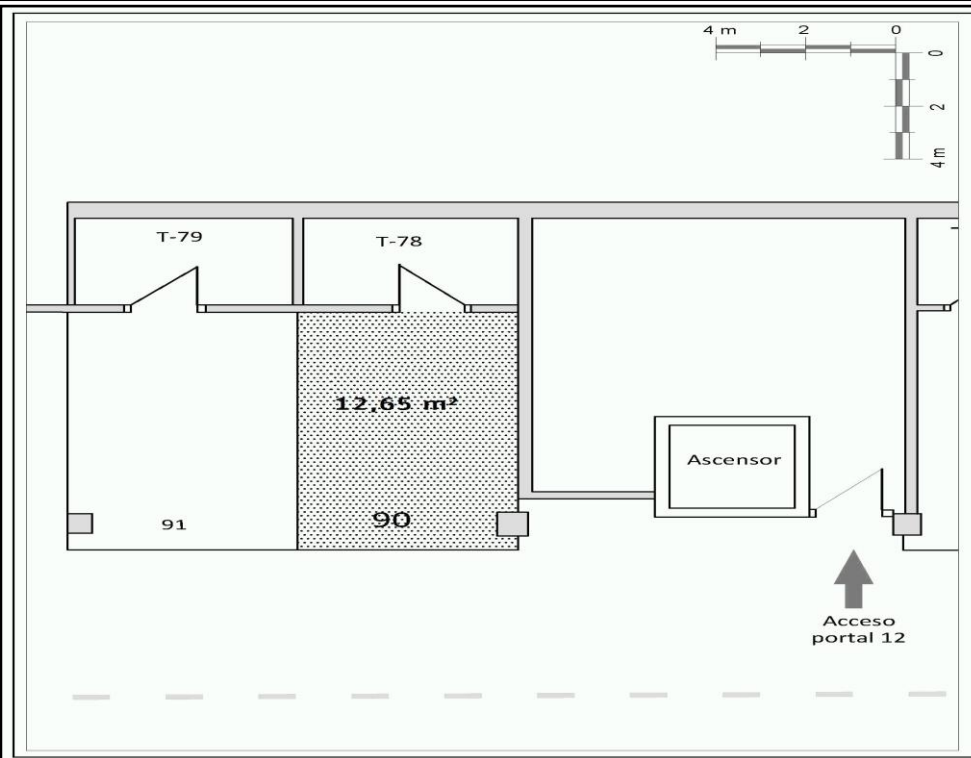 4 m 2 0
0
2
4 m
T-79
T-78
12,65 m²
Ascensor
91
90
Acceso
portal 12